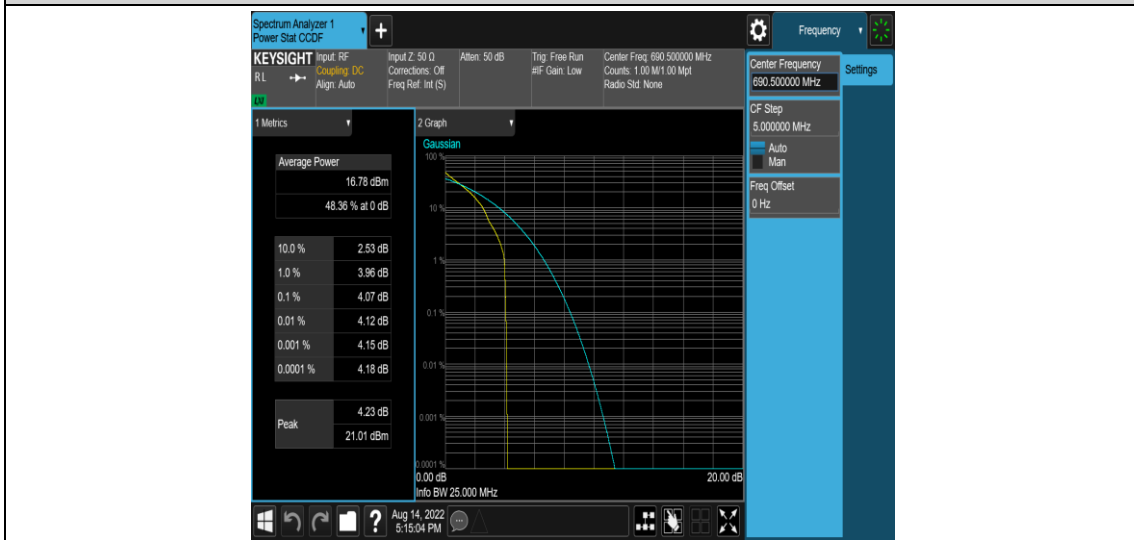 Spectrum Analyzer 1
Power Stat CCDF
+
Frequency
KEYSIGHT
RL
LXI
Input: RF
Coupling: DC
Align: Auto
Input Z: 50 Ω
Corrections: Off
Freq Ref: Int (S)
Atten: 50 dB
Trig: Free Run
#IF Gain: Low
Center Freq: 690.500000 MHz
Counts: 1.00 M/1.00 Mpt
Radio Std: None
Center Frequency
690.500000 MHz
Settings
CF Step
5.000000 MHz
Auto
Man
Freq Offset
0 Hz
1 Metrics
Average Power
16.78 dBm
48.36 % at 0 dB
10.0 % 2.53 dB
1.0 % 3.96 dB
0.1 % 4.07 dB
0.01 % 4.12 dB
0.001 % 4.15 dB
0.0001 % 4.18 dB
Peak
4.23 dB
21.01 dBm
2 Graph
Gaussian
100 %
10 %
1 %
0.1 %
0.01 %
0.001 %
0.0001 %
0.00 dB 20.00 dB
Info BW 25.000 MHz
?
Aug 14, 2022
5:15:04 PM